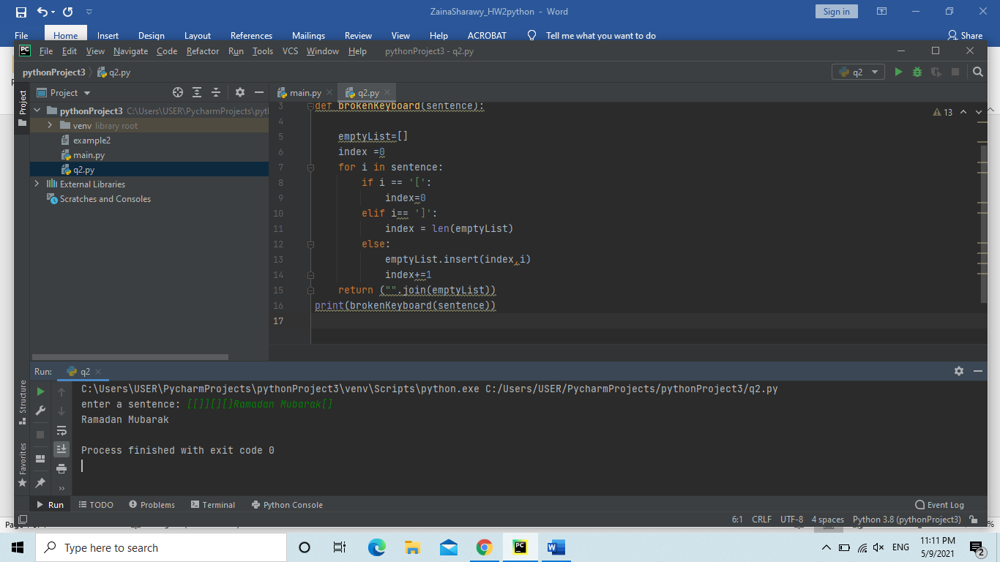 ZainaSharawy_HW2python - Word
Sign in
File Home Insert Design Layout References Mailings Review View Help ACROBAT Tell me what you want to do Share
PC File Edit View Navigate Code Refactor Run Tools VCS Window Help pythonProject3 - q2.py
pythonProject3 q2.py q2
Project Project main.py q2.py
pythonProject3 C:\Users\USER\PycharmProjects\pyt
venv library root
example2
main.py
q2.py
External Libraries
Scratches and Consoles
13
3 def brokenKeyboard(sentence):
4
5 emptyList=[]
6 index =0
7 for i in sentence:
8 if i == '[':
9 index=0
10 elif i== ']':
11 index = len(emptyList)
12 else:
13 emptyList.insert(index,i)
14 index+=1
15 return ("".join(emptyList))
16 print(brokenKeyboard(sentence))
17
Run: q2
Structure
Favorites
C:\Users\USER\PycharmProjects\pythonProject3\venv\Scripts\python.exe C:/Users/USER/PycharmProjects/pythonProject3/q2.py
enter a sentence: [[][][]Ramadan Mubarak[]
Ramadan Mubarak
Process finished with exit code 0
Run TODO Problems Terminal Python Console Event Log
6:1 CRLF UTF-8 4 spaces Python 3.8 (pythonProject3)
Type here to search
PC
W
ENG
11:11 PM
5/9/2021
2